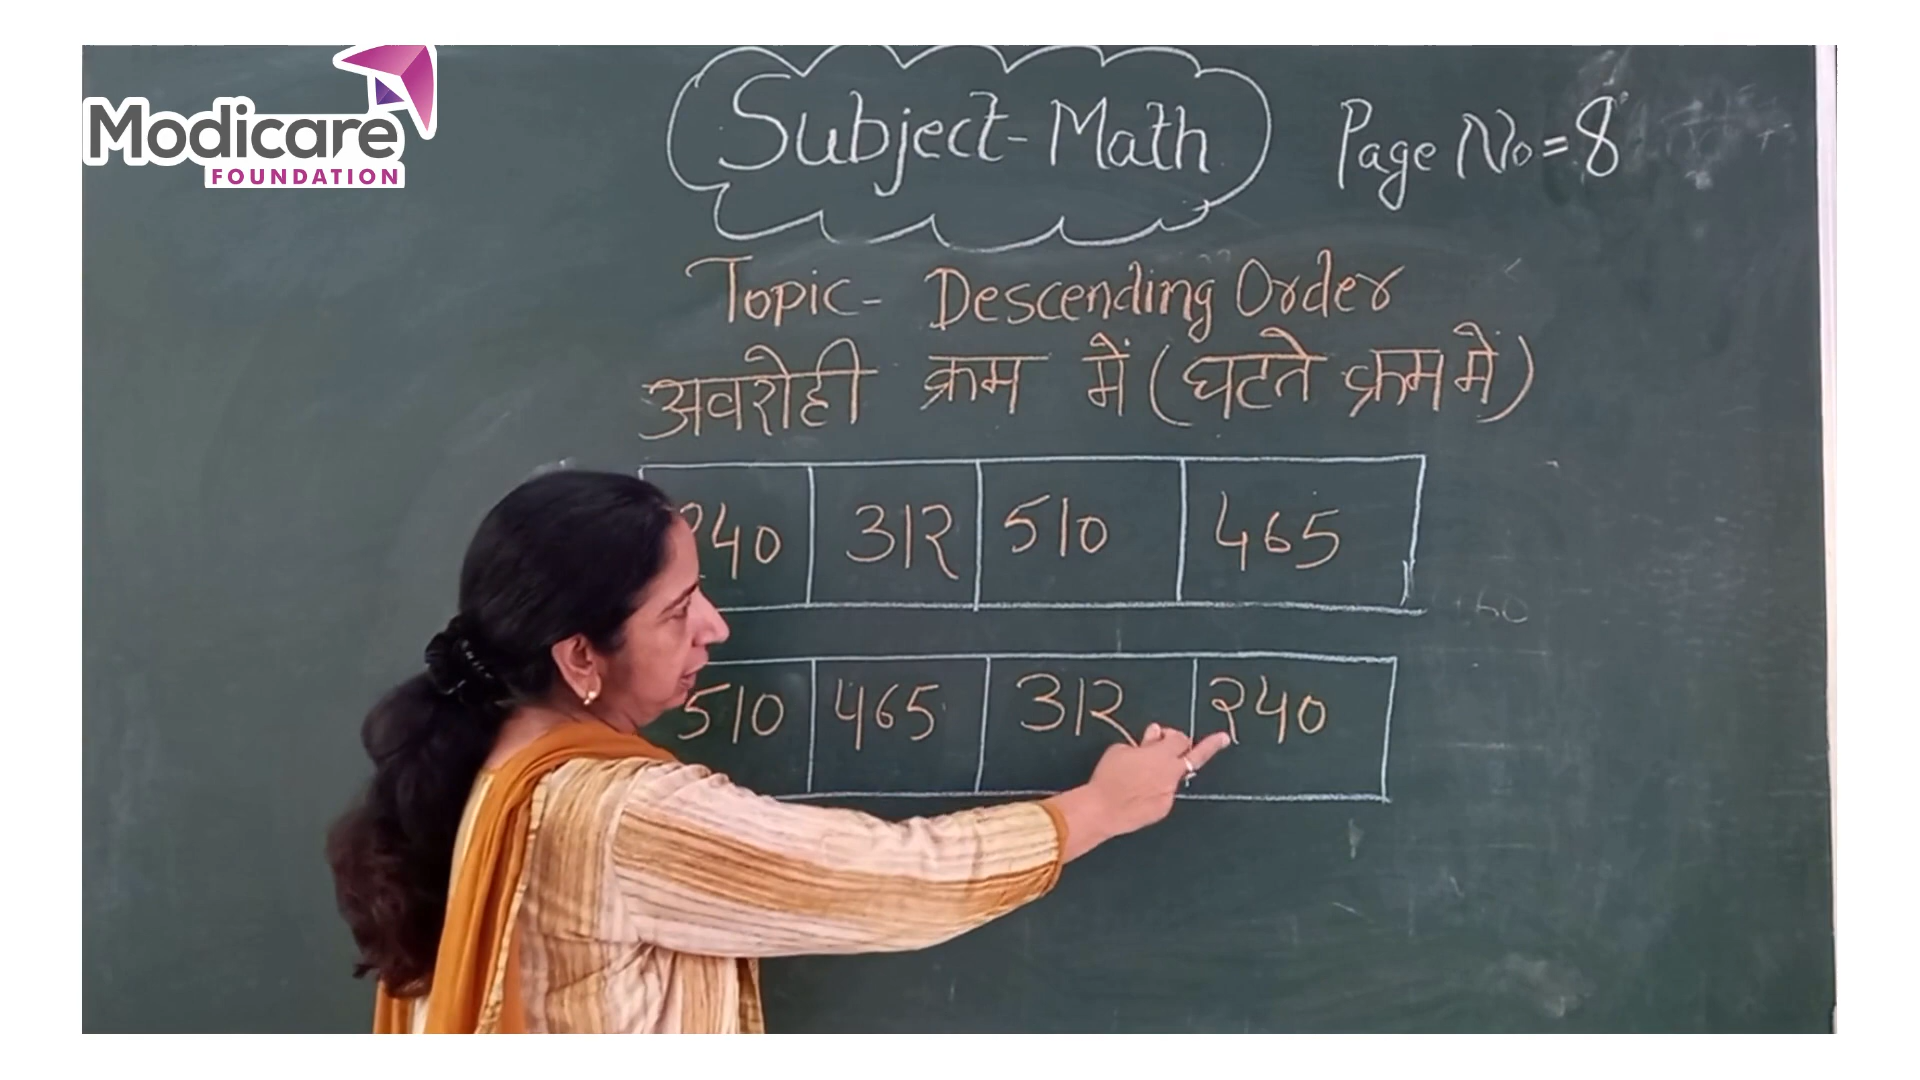 Modicare
FOUNDATION
Subject-Math
Page No=8
Topic- Descending Order
अवरोही क्रम में (घटते क्रम में)
240 312 510 465
510 465 312 240